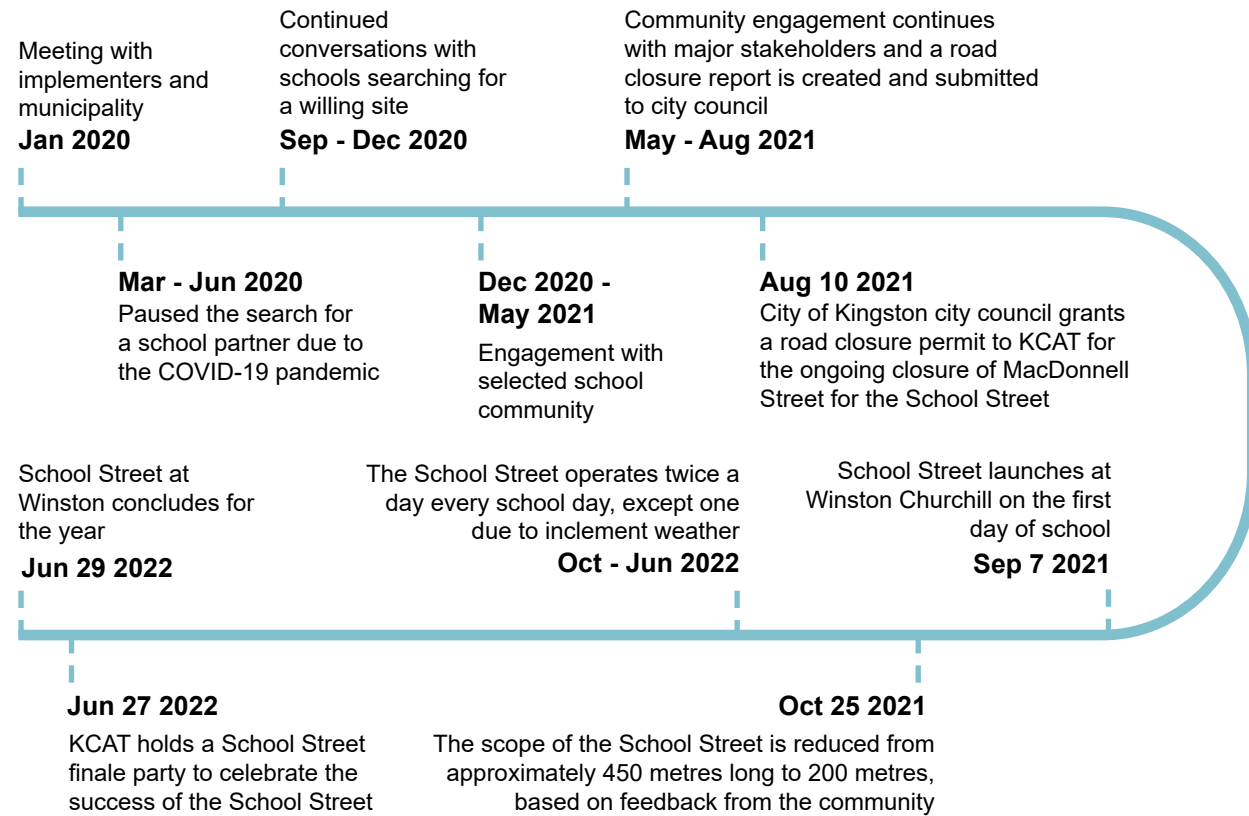 Meeting with
implementers and
municipality
Jan 2020
Mar - Jun 2020
Paused the search for
a school partner due to
the COVID-19 pandemic
Continued
conversations with
schools searching for
a willing site
Sep - Dec 2020
Dec 2020 -
May 2021
Engagement with
selected school
community
Community engagement continues
with major stakeholders and a road
closure report is created and submitted
to city council
May - Aug 2021
Aug 10 2021
City of Kingston city council grants
a road closure permit to KCAT for
the ongoing closure of MacDonnell
Street for the School Street
School Street launches at
Winston Churchill on the first
day of school
Sep 7 2021
Oct 25 2021
The scope of the School Street is reduced from
approximately 450 metres long to 200 metres,
based on feedback from the community
The School Street operates twice a
day every school day, except one
due to inclement weather
Oct - Jun 2022
Jun 27 2022
KCAT holds a School Street
finale party to celebrate the
success of the School Street
School Street at
Winston concludes for
the year
Jun 29 2022